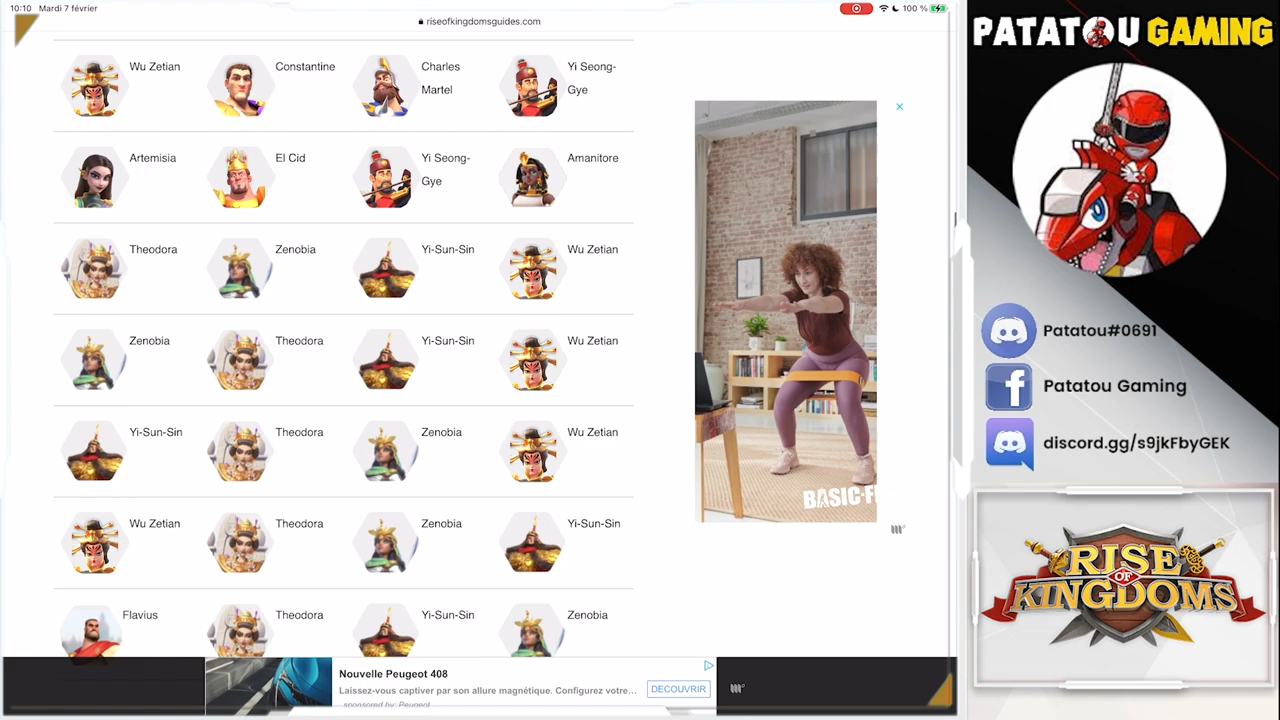 10:10 Mardi 7 février
100 %
riseofkingdomsguides.com
PATATOU GAMING
Wu Zetian
Constantine
Charles
Martel
Yi Seong-
Gye
Artemisia
El Cid
Yi Seong-
Gye
Amanitore
Theodora
Zenobia
Yi-Sun-Sin
Wu Zetian
Zenobia
Theodora
Yi-Sun-Sin
Wu Zetian
Yi-Sun-Sin
Theodora
Zenobia
Wu Zetian
Wu Zetian
Theodora
Zenobia
Yi-Sun-Sin
Flavius
Theodora
Yi-Sun-Sin
Zenobia
BASIC-F
Nouvelle Peugeot 408
Laissez-vous captiver par son allure magnétique. Configurez votre...
sponsored by: Peugeot
DECOUVRIR
Patatou#0691
Patatou Gaming
discord.gg/s9jkFbyGEK
RISE
OF
KINGDOMS